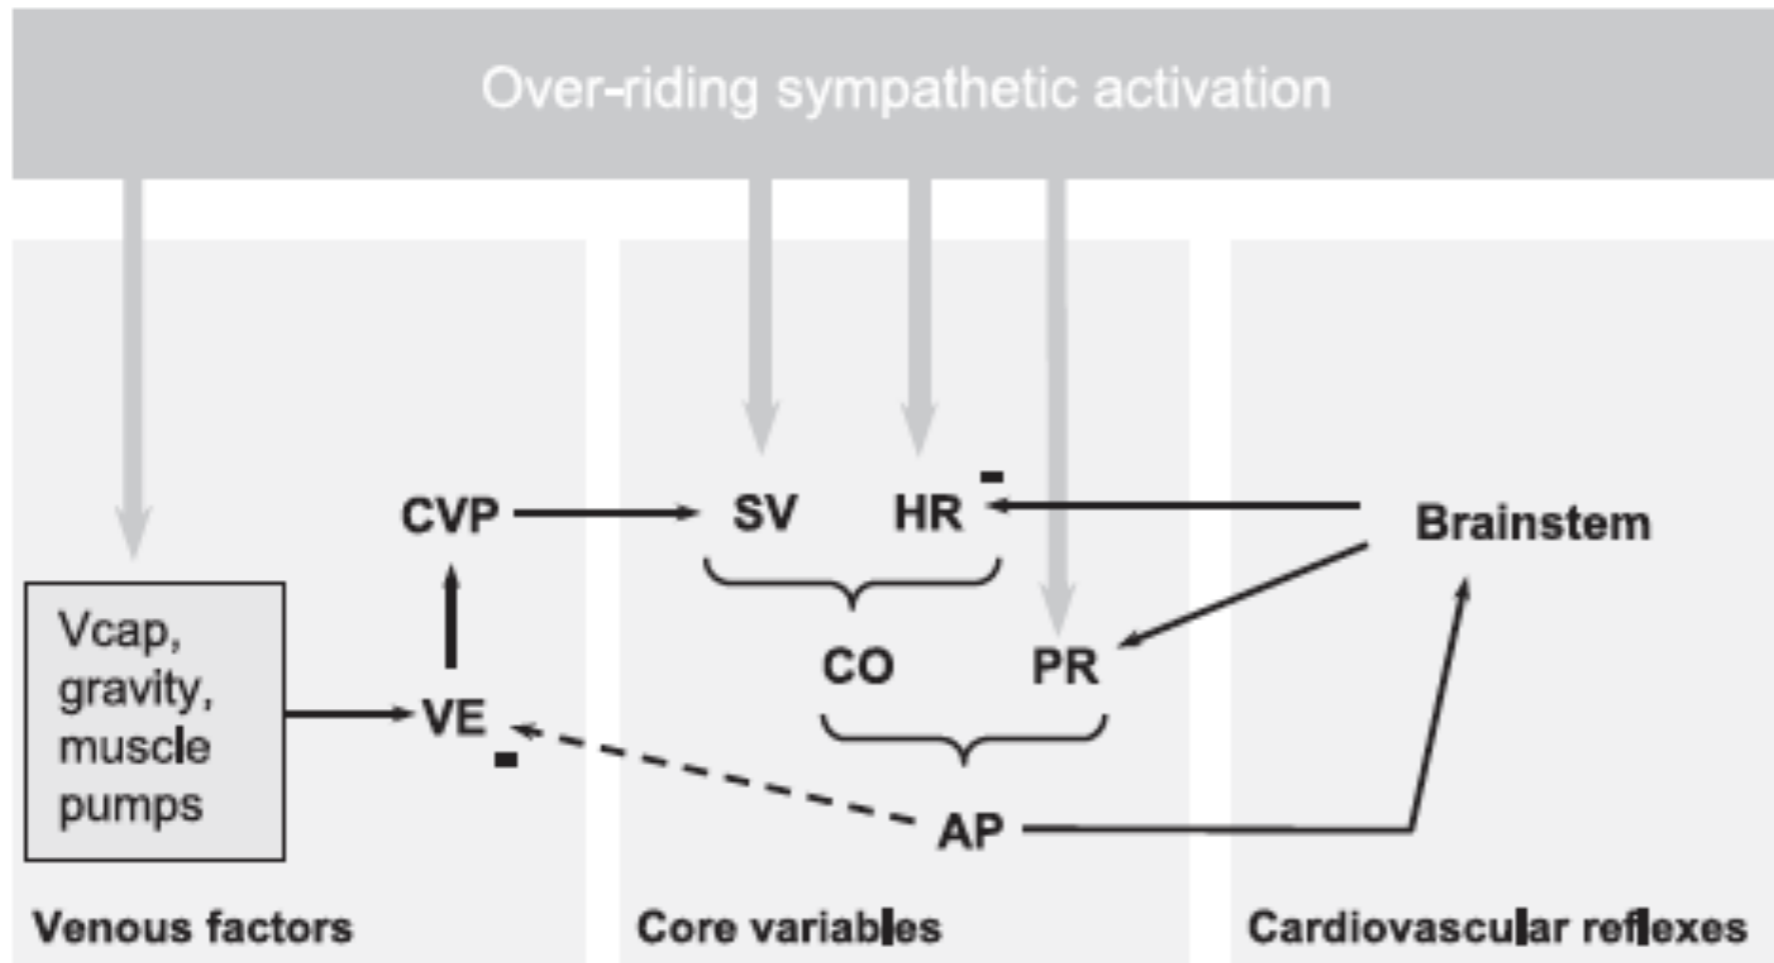 Over-riding sympathetic activation
CVP
SV
HR
-
Brainstem
Vcap,
gravity,
muscle
pumps
VE
-
CO
PR
AP
Venous factors
Core variables
Cardiovascular reflexes